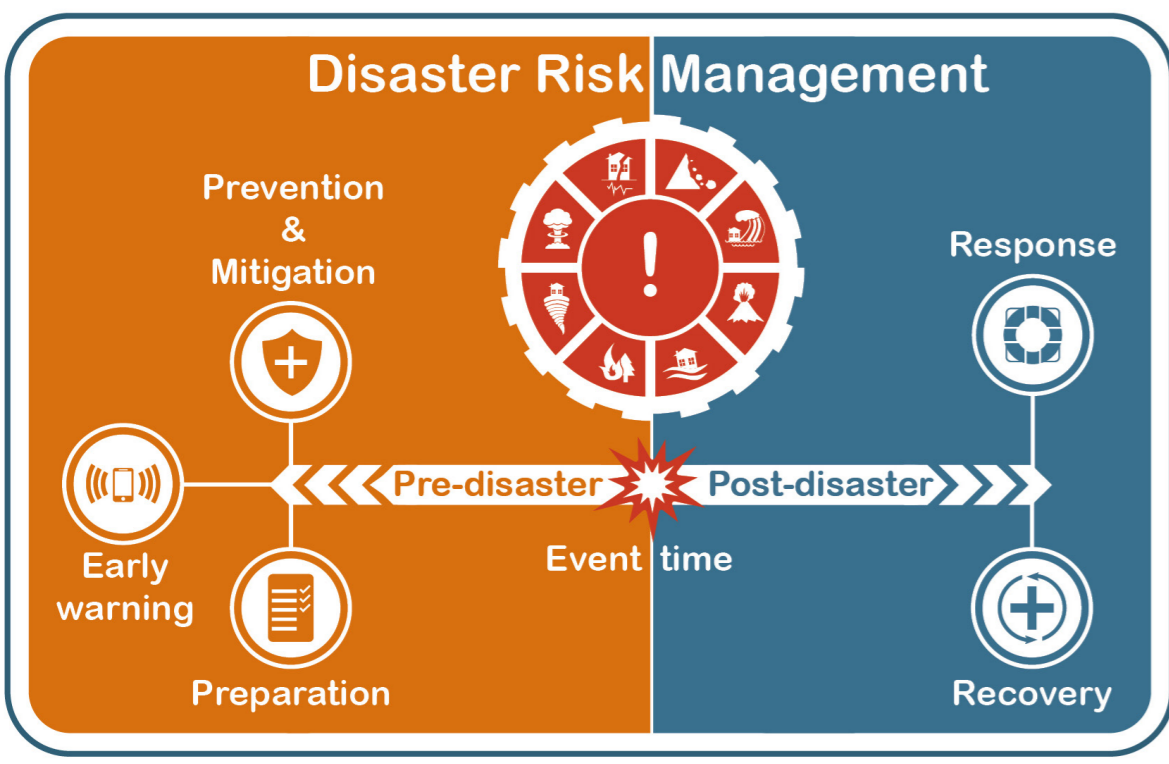 Disaster Risk Management
Prevention
&
Mitigation
Early
warning
Preparation
Pre-disaster
Post-disaster
Event time
Response
Recovery
!